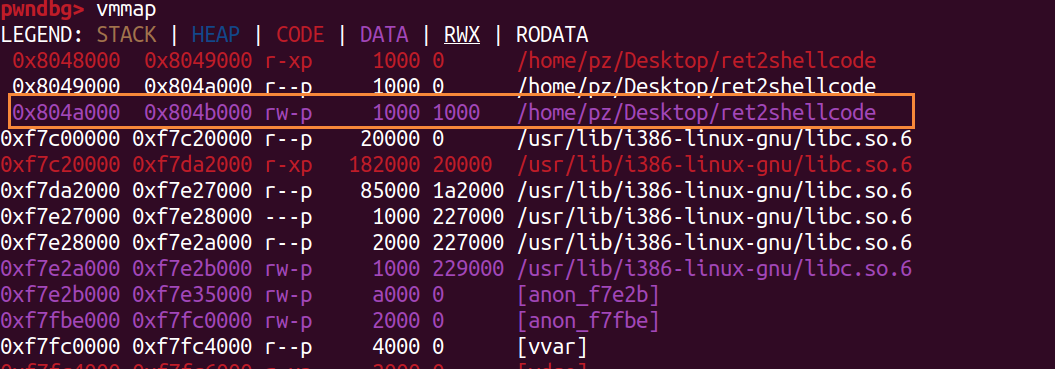 pwndbg> vmmap
LEGEND: STACK | HEAP | CODE | DATA | RWX | RODATA
0x8048000 0x8049000 r-xp 1000 0 /home/pz/Desktop/ret2shellcode
0x8049000 0x804a000 r--p 1000 0 /home/pz/Desktop/ret2shellcode
0x804a000 0x804b000 rw-p 1000 1000 /home/pz/Desktop/ret2shellcode
0xf7c00000 0xf7c20000 r--p 20000 0 /usr/lib/i386-linux-gnu/libc.so.6
0xf7c20000 0xf7da2000 r-xp 182000 20000 /usr/lib/i386-linux-gnu/libc.so.6
0xf7da2000 0xf7e27000 r--p 85000 1a2000 /usr/lib/i386-linux-gnu/libc.so.6
0xf7e27000 0xf7e28000 ---p 1000 227000 /usr/lib/i386-linux-gnu/libc.so.6
0xf7e28000 0xf7e2a000 r--p 2000 227000 /usr/lib/i386-linux-gnu/libc.so.6
0xf7e2a000 0xf7e2b000 rw-p 1000 229000 /usr/lib/i386-linux-gnu/libc.so.6
0xf7e2b000 0xf7e35000 rw-p a000 0 [anon_f7e2b]
0xf7fbe000 0xf7fc0000 rw-p 2000 0 [anon_f7fbe]
0xf7fc0000 0xf7fc4000 r--p 4000 0 [vvar]